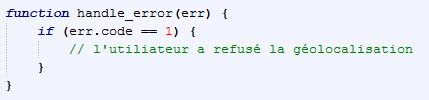 function handle_error(err) {
    if (err.code == 1) {
        // l'utiliateur a refusé la géolocalisation
    }
}